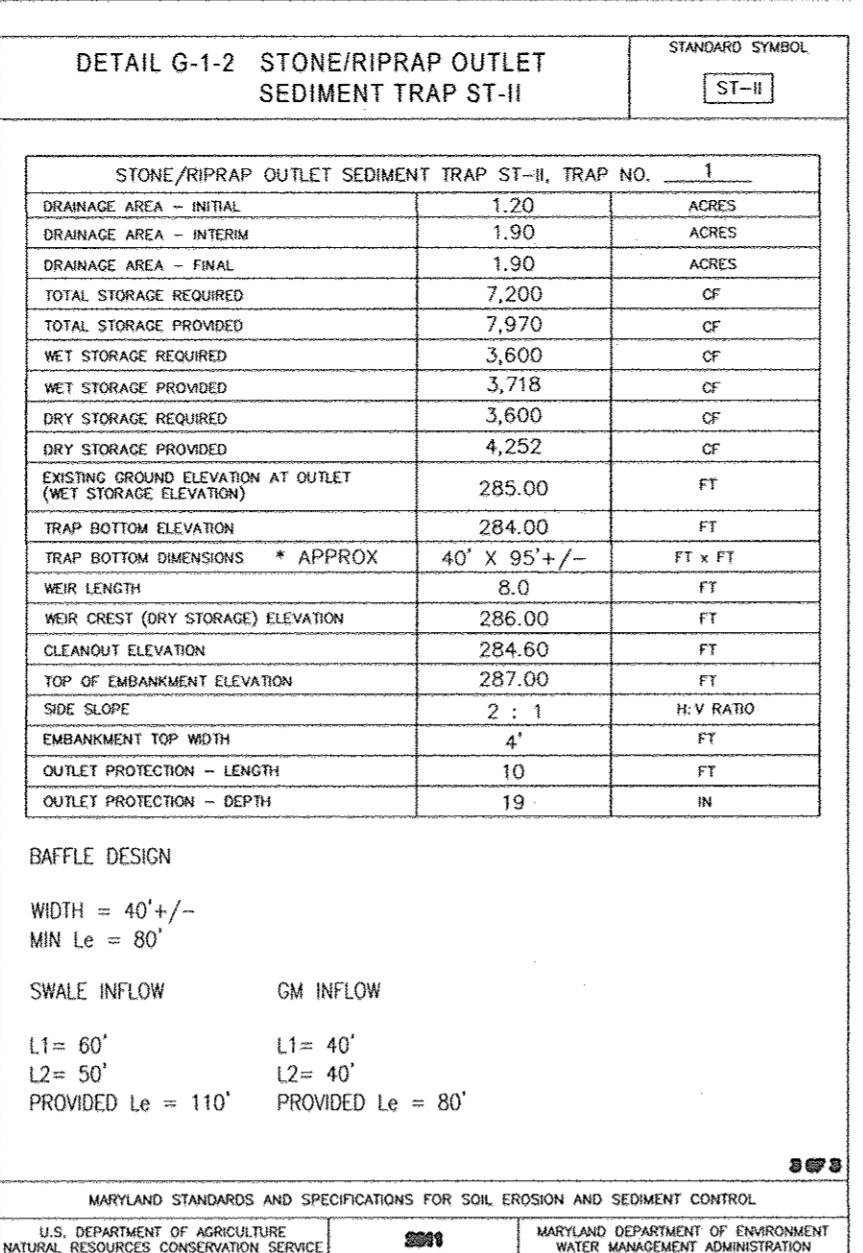 DETAIL G-1-2 STONE/RIPRAP OUTLET
SEDIMENT TRAP ST-II
STANDARD SYMBOL
ST-II
STONE/RIPRAP OUTLET SEDIMENT TRAP ST-II, TRAP NO. 1
DRAINAGE AREA - INITIAL 1.20 ACRES
DRAINAGE AREA - INTERIM 1.90 ACRES
DRAINAGE AREA - FINAL 1.90 ACRES
TOTAL STORAGE REQUIRED 7,200 CF
TOTAL STORAGE PROVIDED 7,970 CF
WET STORAGE REQUIRED 3,600 CF
WET STORAGE PROVIDED 3,718 CF
DRY STORAGE REQUIRED 3,600 CF
DRY STORAGE PROVIDED 4,252 CF
EXISTING GROUND ELEVATION AT OUTLET
(WET STORAGE ELEVATION) 285.00 FT
TRAP BOTTOM ELEVATION 284.00 FT
TRAP BOTTOM DIMENSIONS * APPROX 40' X 95'+/- FT x FT
WEIR LENGTH 8.0 FT
WEIR CREST (DRY STORAGE) ELEVATION 286.00 FT
CLEANOUT ELEVATION 284.60 FT
TOP OF EMBANKMENT ELEVATION 287.00 FT
SIDE SLOPE 2 : 1 H:V RATIO
EMBANKMENT TOP WIDTH 4' FT
OUTLET PROTECTION - LENGTH 10 FT
OUTLET PROTECTION - DEPTH 19 IN
BAFFLE DESIGN
WIDTH = 40'+/-
MIN Le = 80'
SWALE INFLOW GM INFLOW
L1= 60' L1= 40'
L2= 50' L2= 40'
PROVIDED Le = 110' PROVIDED Le = 80'
3 OF 3
MARYLAND STANDARDS AND SPECIFICATIONS FOR SOIL EROSION AND SEDIMENT CONTROL
U.S. DEPARTMENT OF AGRICULTURE
NATURAL RESOURCES CONSERVATION SERVICE
2011
MARYLAND DEPARTMENT OF ENVIRONMENT
WATER MANAGEMENT ADMINISTRATION